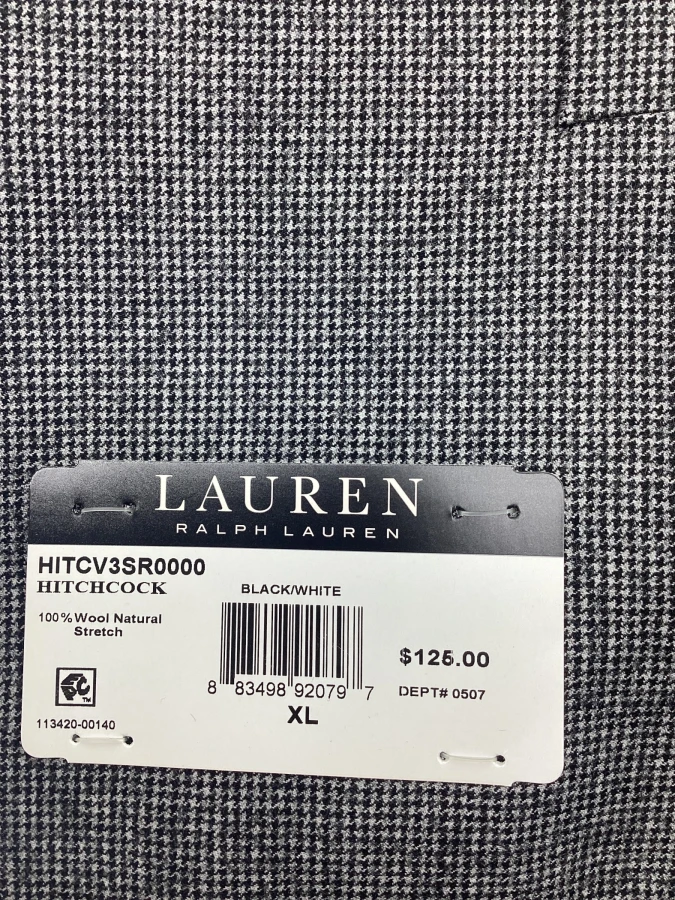 LAUREN
RALPH LAUREN
HITCV3SR0000
HITCHCOCK
BLACK/WHITE
100% Wool Natural
Stretch
$125.00
8 83498 92079 7
DEPT# 0507
XL
TM
113420-00140